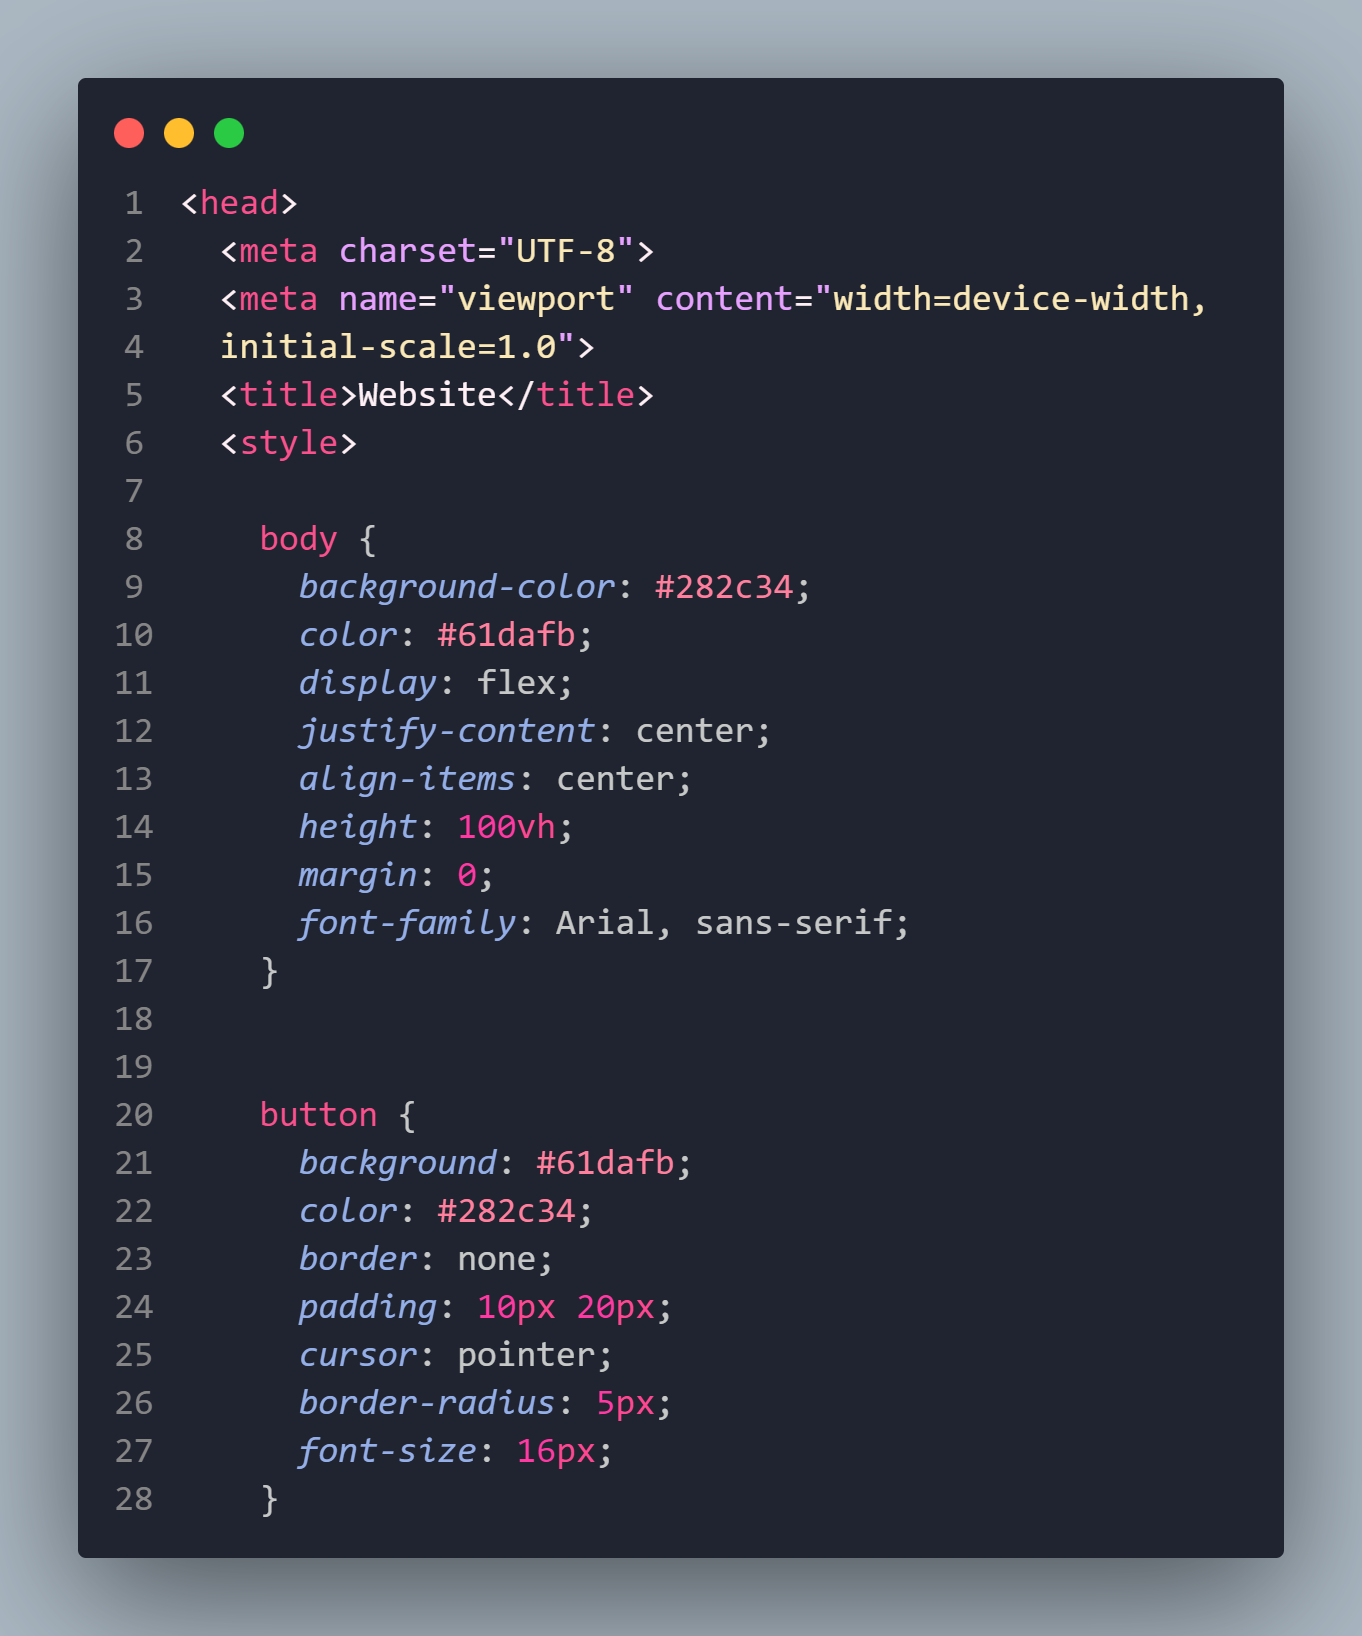 1 <head>
2   <meta charset="UTF-8">
3   <meta name="viewport" content="width=device-width,
4   initial-scale=1.0">
5   <title>Website</title>
6   <style>
7
8     body {
9       background-color: #282c34;
10       color: #61dafb;
11       display: flex;
12       justify-content: center;
13       align-items: center;
14       height: 100vh;
15       margin: 0;
16       font-family: Arial, sans-serif;
17     }
18
19
20     button {
21       background: #61dafb;
22       color: #282c34;
23       border: none;
24       padding: 10px 20px;
25       cursor: pointer;
26       border-radius: 5px;
27       font-size: 16px;
28     }